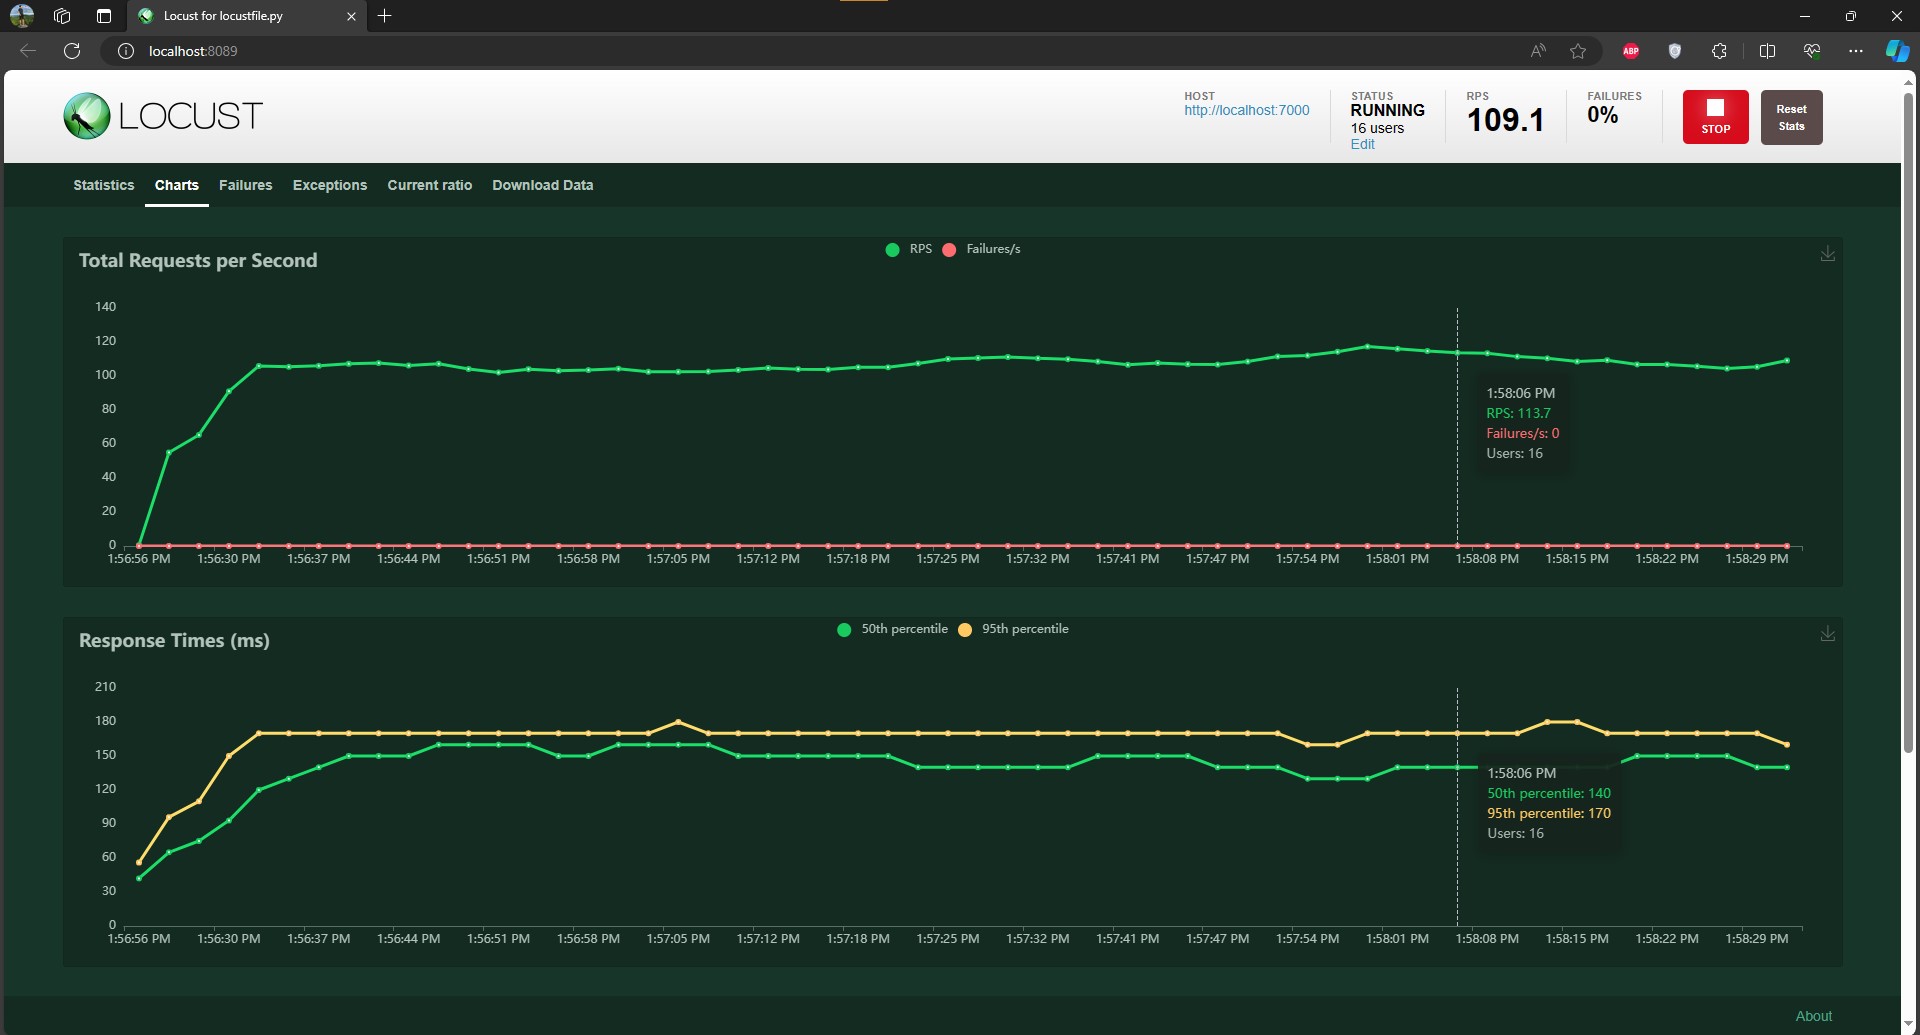 Locust for locustfile.py
localhost:8089
ABP
LOCUST
HOST
http://localhost:7000
STATUS
RUNNING
16 users
Edit
RPS
109.1
FAILURES
0%
STOP
Reset
Stats
Statistics Charts Failures Exceptions Current ratio Download Data
Total Requests per Second
RPS Failures/s
140
120
100
80
60
40
20
0
1:58:06 PM
RPS: 113.7
Failures/s: 0
Users: 16
1:56:56 PM 1:56:30 PM 1:56:37 PM 1:56:44 PM 1:56:51 PM 1:56:58 PM 1:57:05 PM 1:57:12 PM 1:57:18 PM 1:57:25 PM 1:57:32 PM 1:57:41 PM 1:57:47 PM 1:57:54 PM 1:58:01 PM 1:58:08 PM 1:58:15 PM 1:58:22 PM 1:58:29 PM
Response Times (ms)
50th percentile 95th percentile
210
180
150
120
90
60
30
0
1:58:06 PM
50th percentile: 140
95th percentile: 170
Users: 16
1:56:56 PM 1:56:30 PM 1:56:37 PM 1:56:44 PM 1:56:51 PM 1:56:58 PM 1:57:05 PM 1:57:12 PM 1:57:18 PM 1:57:25 PM 1:57:32 PM 1:57:41 PM 1:57:47 PM 1:57:54 PM 1:58:01 PM 1:58:08 PM 1:58:15 PM 1:58:22 PM 1:58:29 PM
About